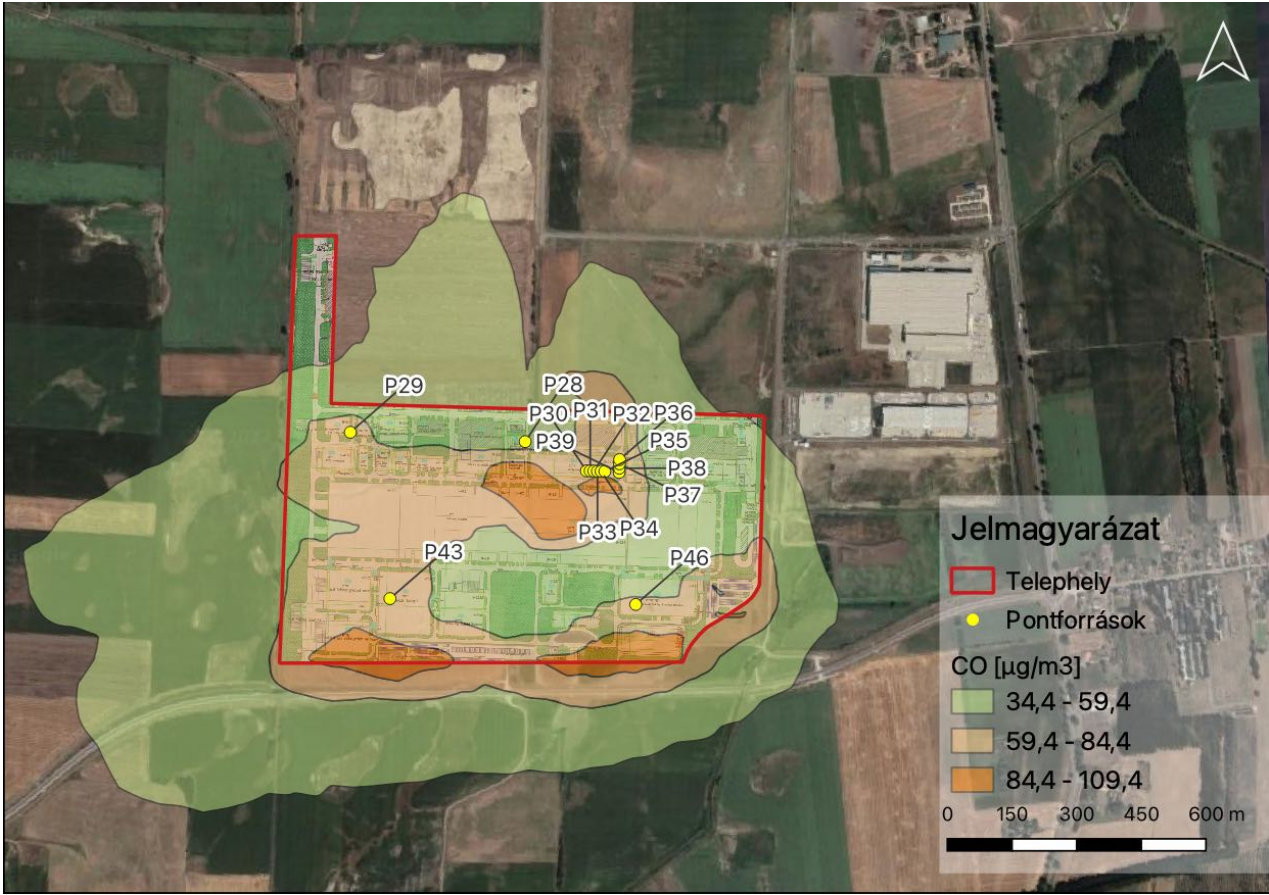 P29
P28
P30 P31 P32 P36
P39 P35
P38
P37
P33 P34
P43
P46
Jelmagyarázat
Telephely
Pontforrások
CO [µg/m3]
34,4 - 59,4
59,4 - 84,4
84,4 - 109,4
0 150 300 450 600 m